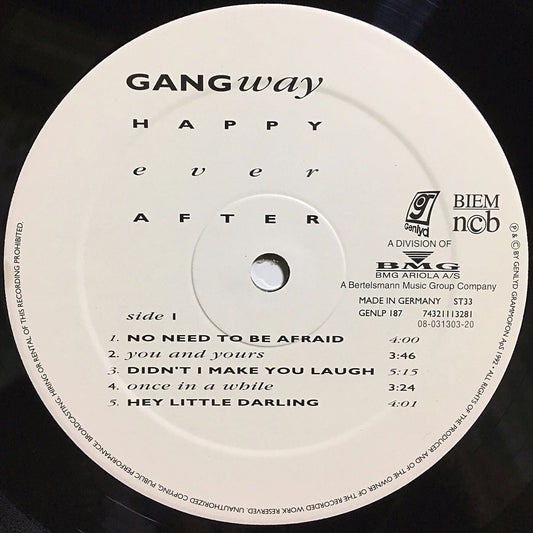 GANGway
HAPPY
ever
AFTER
g
Genlyd
BIEM
ncb
A DIVISION OF
BMG
BMG ARIOLA A/S
A Bertelsmann Music Group Company
MADE IN GERMANY ST33
GENLP 187 74321113281
08-031303-20
side 1
1. NO NEED TO BE AFRAID 4:00
2. you and yours 3:46
3. DIDN'T I MAKE YOU LAUGH 5:15
4. once in a while 3:24
5. HEY LITTLE DARLING 4:01
℗ & © BY GENLYD GRAMMOFON ApS 1992 • ALL RIGHTS OF THE PRODUCER AND OF THE OWNER OF THE RECORDED WORK RESERVED. UNAUTHORIZED COPYING, PUBLIC PERFORMANCE, BROADCASTING, HIRING OR RENTAL OF THIS RECORDING PROHIBITED.